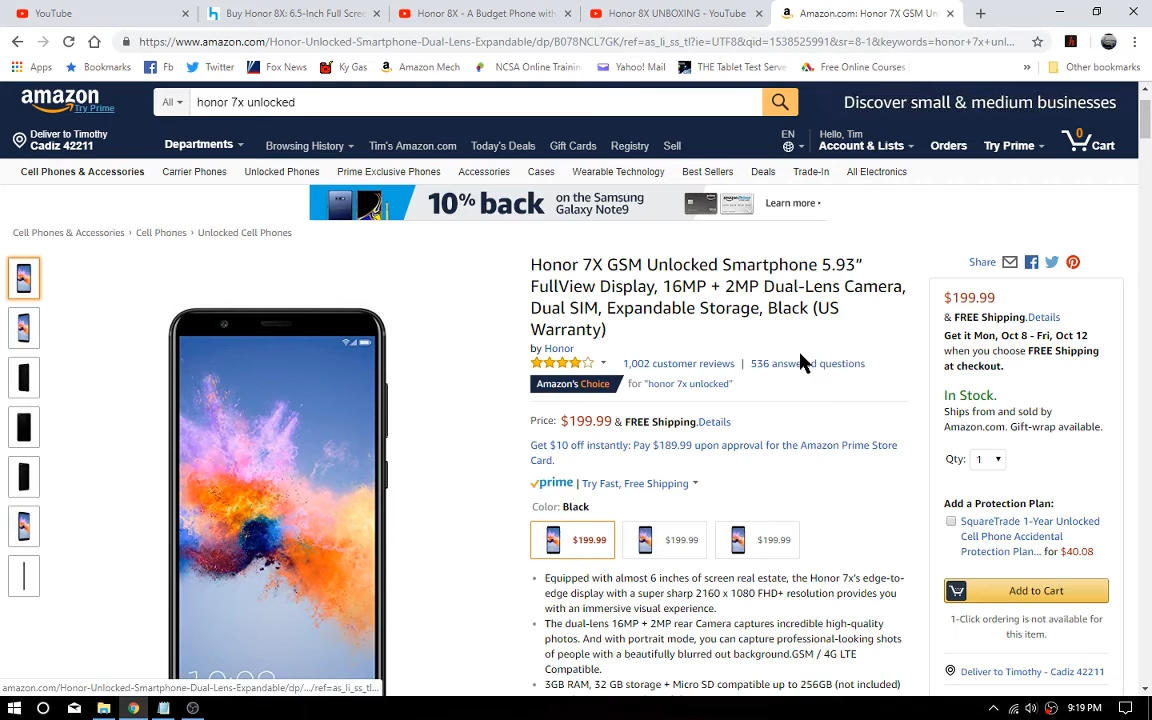 YouTube
Buy Honor 8X: 6.5-Inch Full Scree
Honor 8X - A Budget Phone with
Honor 8X UNBOXING - YouTube
Amazon.com: Honor 7X GSM Un
https://www.amazon.com/Honor-Unlocked-Smartphone-Dual-Lens-Expandable/dp/B078NCL7GK/ref=as_li_ss_tl?ie=UTF8&qid=1538525991&sr=8-1&keywords=honor+7x+unl...
Apps Bookmarks Fb Twitter Fox News Ky Gas Amazon Mech NCSA Online Trainin Yahoo! Mail THE Tablet Test Serve Free Online Courses » Other bookmarks
amazon
Try Prime
All honor 7x unlocked
Discover small & medium businesses
Deliver to Timothy
Cadiz 42211
Departments Browsing History Tim's Amazon.com Today's Deals Gift Cards Registry Sell
EN
Hello, Tim
Account & Lists Orders Try Prime 0 Cart
Cell Phones & Accessories Carrier Phones Unlocked Phones Prime Exclusive Phones Accessories Cases Wearable Technology Best Sellers Deals Trade-In All Electronics
10% back on the Samsung
Galaxy Note9
Learn more
Cell Phones & Accessories › Cell Phones › Unlocked Cell Phones
Honor 7X GSM Unlocked Smartphone 5.93”
FullView Display, 16MP + 2MP Dual-Lens Camera,
Dual SIM, Expandable Storage, Black (US
Warranty)
by Honor
1,002 customer reviews | 536 answered questions
Amazon's Choice for "honor 7x unlocked"
Price: $199.99 & FREE Shipping. Details
Get $10 off instantly: Pay $189.99 upon approval for the Amazon Prime Store
Card.
prime | Try Fast, Free Shipping
Color: Black
$199.99 $199.99 $199.99
• Equipped with almost 6 inches of screen real estate, the Honor 7x's edge-to-
edge display with a super sharp 2160 x 1080 FHD+ resolution provides you
with an immersive visual experience.
• The dual-lens 16MP + 2MP rear Camera captures incredible high-quality
photos. And with portrait mode, you can capture professional-looking shots
of people with a beautifully blurred out background.GSM / 4G LTE
Compatible.
• 3GB RAM, 32 GB storage + Micro SD compatible up to 256GB (not included)
Share
$199.99
& FREE Shipping. Details
Get it Mon, Oct 8 - Fri, Oct 12
when you choose FREE Shipping
at checkout.
In Stock.
Ships from and sold by
Amazon.com. Gift-wrap available.
Qty: 1
Add a Protection Plan:
SquareTrade 1-Year Unlocked
Cell Phone Accidental
Protection Plan... for $40.08
Add to Cart
1-Click ordering is not available for
this item.
Deliver to Timothy - Cadiz 42211
amazon.com/Honor-Unlocked-Smartphone-Dual-Lens-Expandable/dp/.../ref=as_li_ss_tl...
9:19 PM